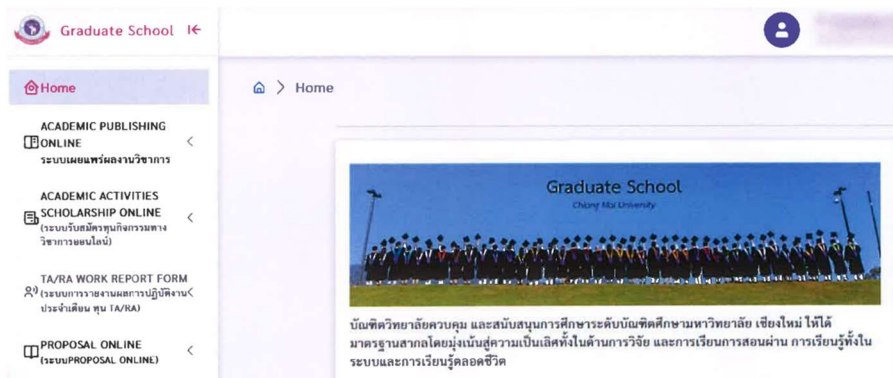 Graduate School
Home
Home
ACADEMIC PUBLISHING
ONLINE
ระบบเผยแพร่ผลงานวิชาการ
ACADEMIC ACTIVITIES
SCHOLARSHIP ONLINE
(ระบบรับสมัครทุนกิจกรรมทาง
วิชาการออนไลน์)
TA/RA WORK REPORT FORM
(ระบบการรายงานผลการปฏิบัติงาน
ประจำเดือน ทุน TA/RA)
PROPOSAL ONLINE
(ระบบPROPOSAL ONLINE)
Graduate School
Chiang Mai University
บัณฑิตวิทยาลัยควบคุม และสนับสนุนการศึกษาระดับบัณฑิตศึกษามหาวิทยาลัย เชียงใหม่ ให้ได้
มาตรฐานสากลโดยมุ่งเน้นสู่ความเป็นเลิศทั้งในด้านการวิจัย และการเรียนการสอนผ่าน การเรียนรู้ทั้งใน
ระบบและการเรียนรู้ตลอดชีวิต